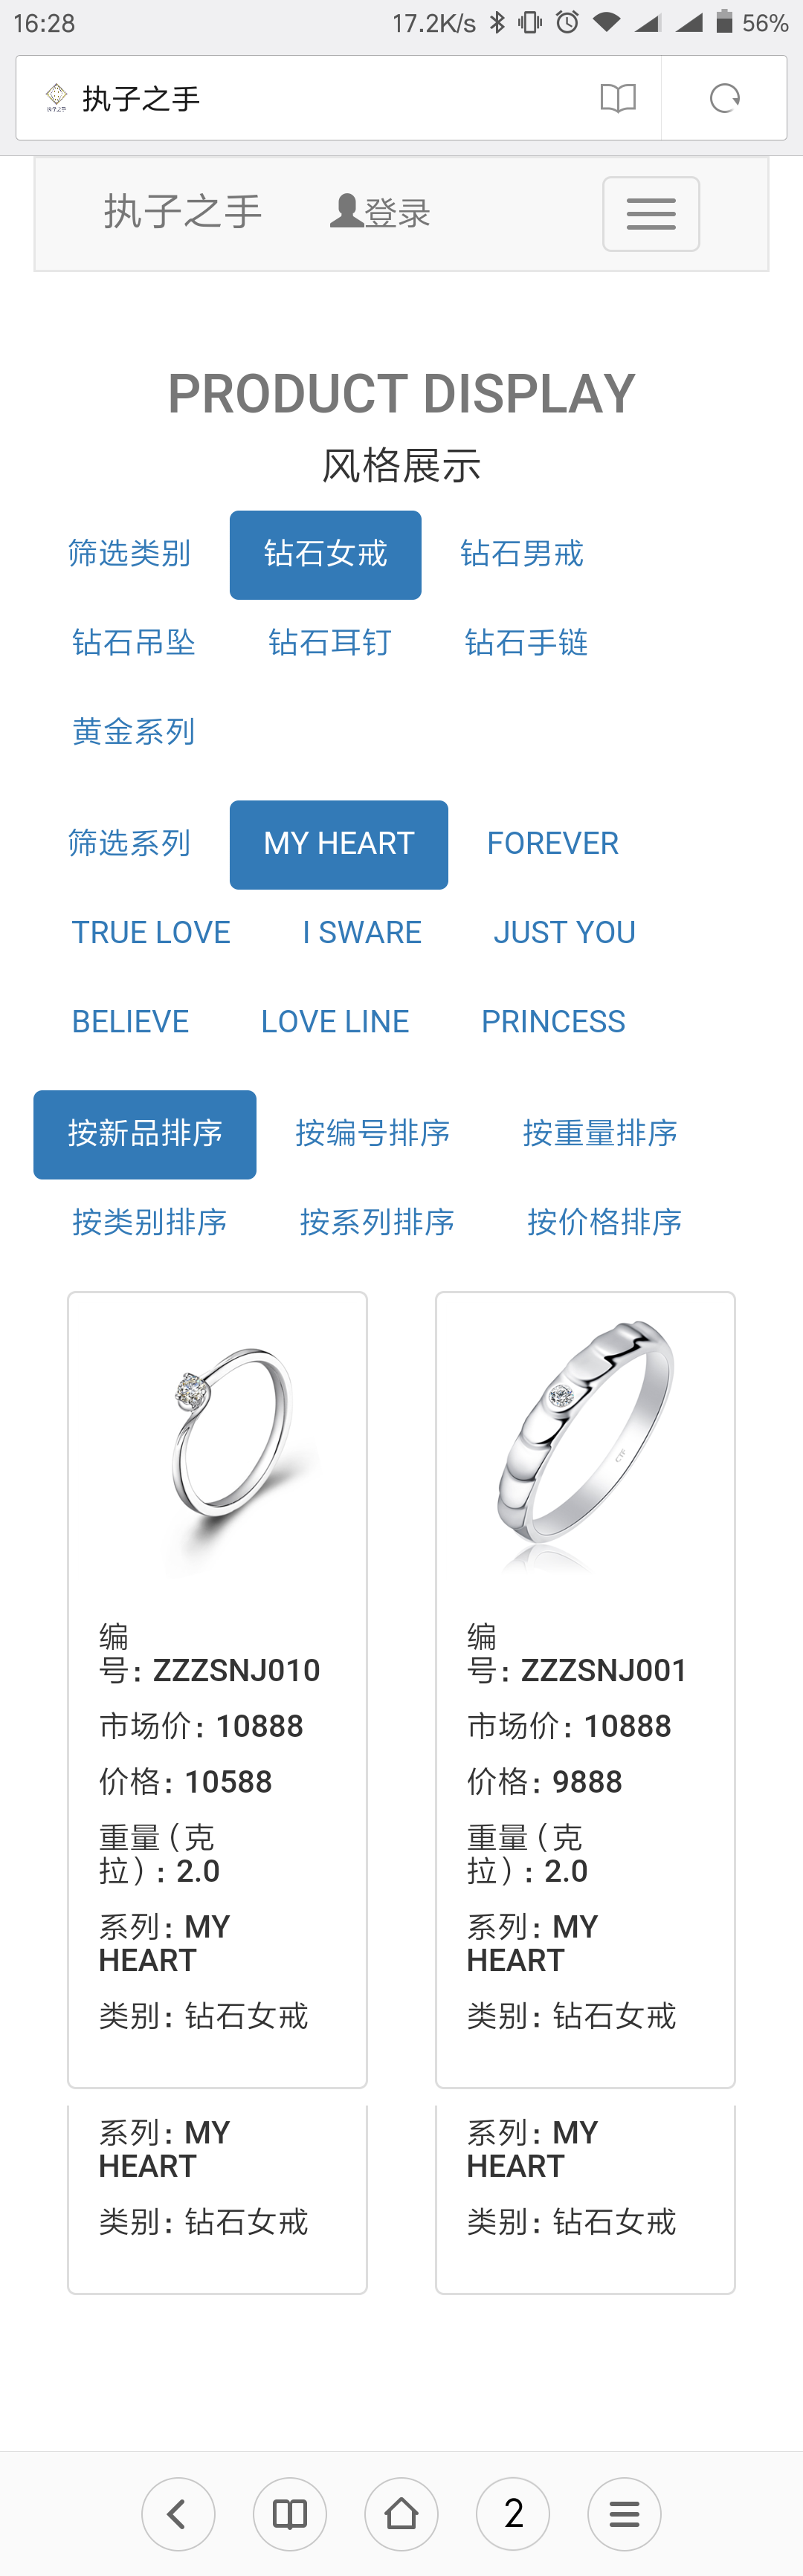 16:28 17.2K/s 56%
执子之手
执子之手 登录
PRODUCT DISPLAY
风格展示
筛选类别 钻石女戒 钻石男戒
钻石吊坠 钻石耳钉 钻石手链
黄金系列
筛选系列 MY HEART FOREVER
TRUE LOVE I SWARE JUST YOU
BELIEVE LOVE LINE PRINCESS
按新品排序 按编号排序 按重量排序
按类别排序 按系列排序 按价格排序
CTF
编
号：ZZZSNJ010
市场价：10888
价格：10588
重量（克
拉）：2.0
系列：MY
HEART
类别：钻石女戒
编
号：ZZZSNJ001
市场价：10888
价格：9888
重量（克
拉）：2.0
系列：MY
HEART
类别：钻石女戒
系列：MY
HEART
类别：钻石女戒
系列：MY
HEART
类别：钻石女戒
2